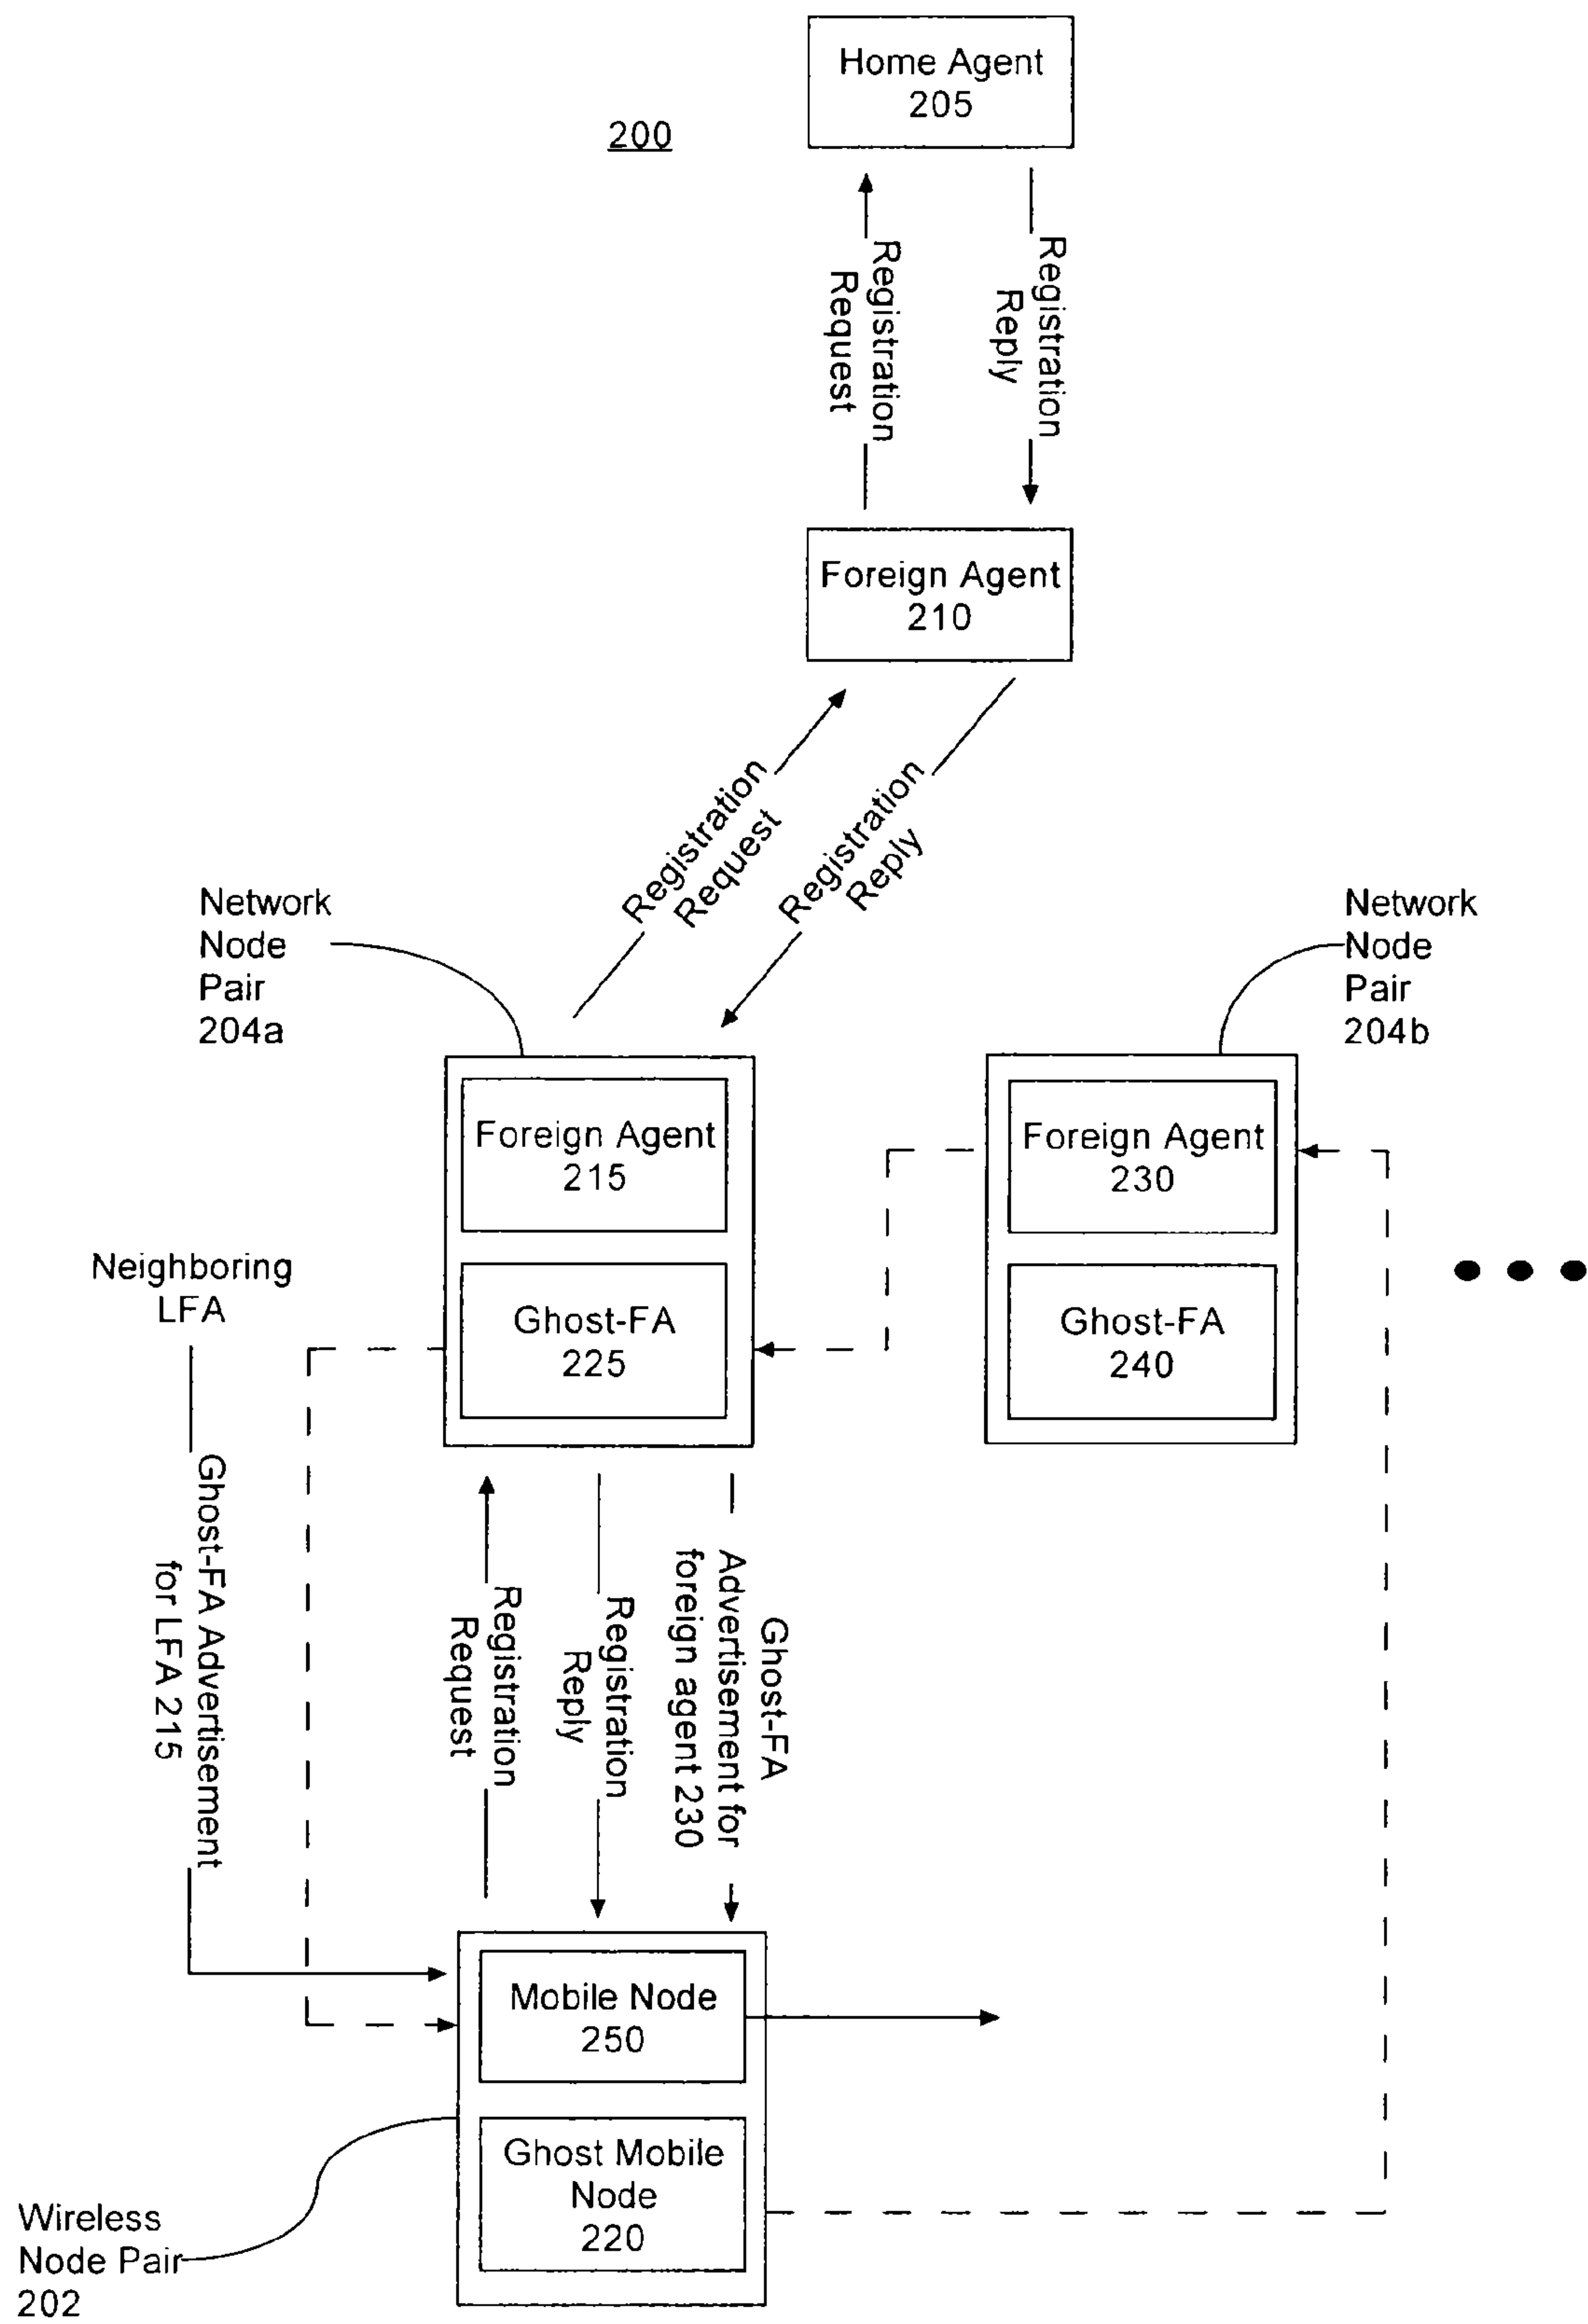 Home Agent
205
200
Registration
Request
Registration
Reply
Foreign Agent
210
Registration
Request
Registration
Reply
Network
Node
Pair
204a
Network
Node
Pair
204b
Foreign Agent
215
Foreign Agent
230
Neighboring
LFA
Ghost-FA
225
Ghost-FA
240
Ghost-FA Advertisement
for LFA 215
Registration
Request
Registration
Reply
Ghost-FA
Advertisement for
foreign agent 230
Mobile Node
250
Ghost Mobile
Node
220
Wireless
Node Pair
202